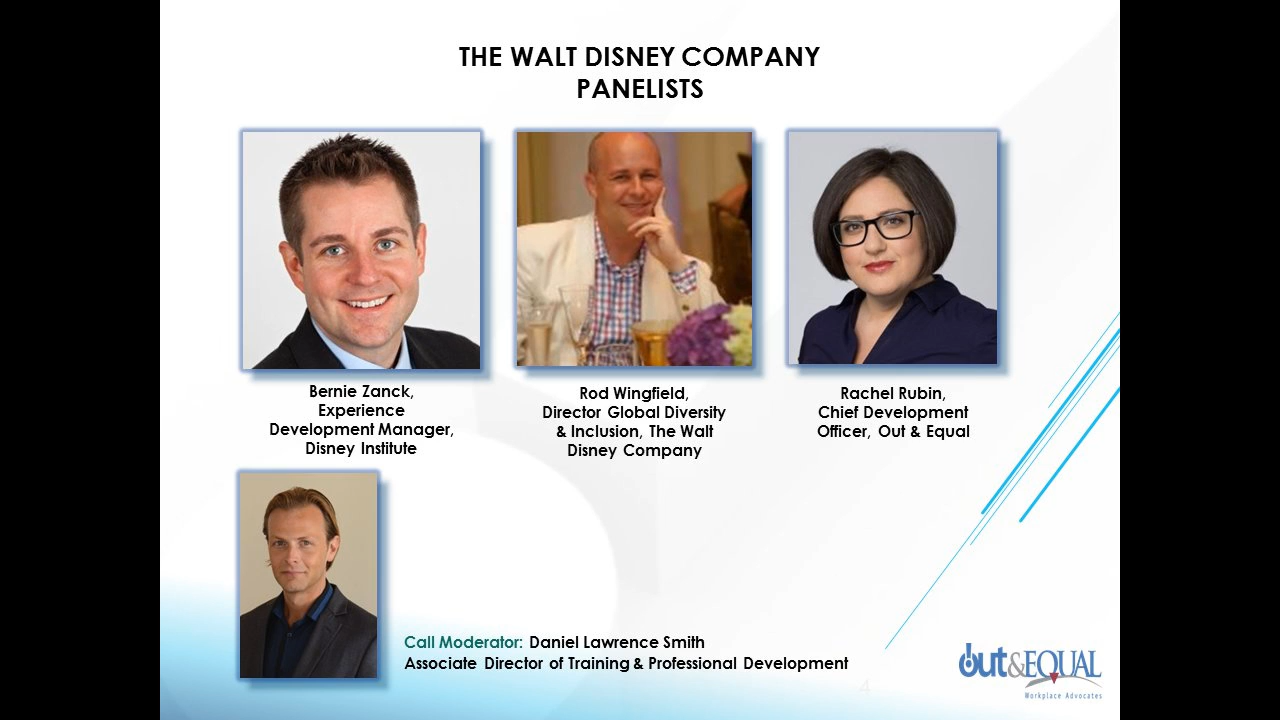 THE WALT DISNEY COMPANY
PANELISTS
Bernie Zanck,
Experience
Development Manager,
Disney Institute
Rod Wingfield,
Director Global Diversity
& Inclusion, The Walt
Disney Company
Rachel Rubin,
Chief Development
Officer, Out & Equal
Call Moderator: Daniel Lawrence Smith
Associate Director of Training & Professional Development
4
Out&EQUAL
Workplace Advocates